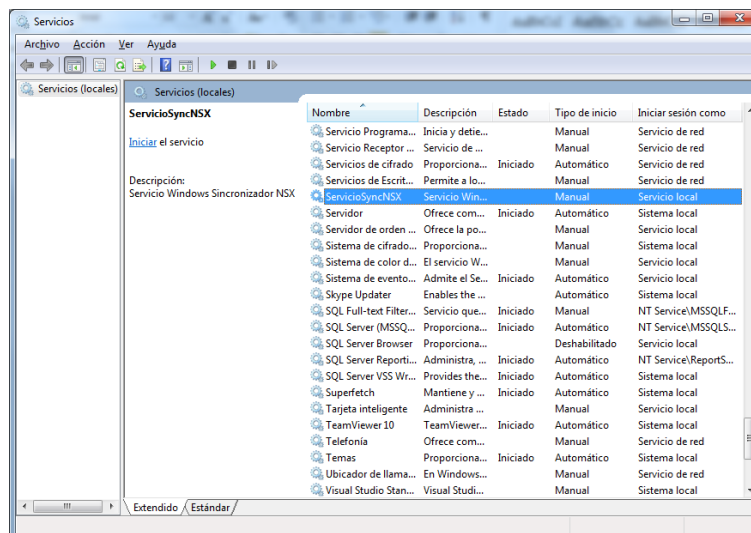 Servicios
Archivo Acción Ver Ayuda
Servicios (locales)
Servicios (locales)
ServicioSyncNSX
Iniciar el servicio
Descripción:
Servicio Windows Sincronizador NSX
Nombre Descripción Estado Tipo de inicio Iniciar sesión como
Servicio Programa... Inicia y detie... Manual Servicio de red
Servicio Receptor ... Servicio de ... Manual Servicio de red
Servicios de cifrado Proporciona... Iniciado Automático Servicio de red
Servicios de Escrit... Permite a lo... Manual Servicio de red
ServicioSyncNSX Servicio Win... Manual Servicio local
Servidor Ofrece com... Iniciado Automático Sistema local
Servidor de orden ... Ofrece la po... Manual Servicio local
Sistema de cifrado... Proporciona... Manual Sistema local
Sistema de color d... El servicio W... Manual Servicio local
Sistema de evento... Admite el Se... Iniciado Automático Servicio local
Skype Updater Enables the ... Automático Sistema local
SQL Full-text Filter... Servicio que... Iniciado Manual NT Service\MSSQLF...
SQL Server (MSSQ... Proporciona... Iniciado Automático NT Service\MSSQLS...
SQL Server Browser Proporciona... Deshabilitado Servicio local
SQL Server Reporti... Administra, ... Iniciado Automático NT Service\ReportS...
SQL Server VSS Wr... Provides the... Iniciado Automático Sistema local
Superfetch Mantiene y ... Iniciado Automático Sistema local
Tarjeta inteligente Administra ... Manual Servicio local
TeamViewer 10 TeamViewer... Iniciado Automático Sistema local
Telefonía Ofrece com... Manual Servicio de red
Temas Proporciona... Iniciado Automático Sistema local
Ubicador de llama... En Windows... Manual Servicio de red
Visual Studio Stan... Visual Studi... Manual Sistema local
Extendido Estándar